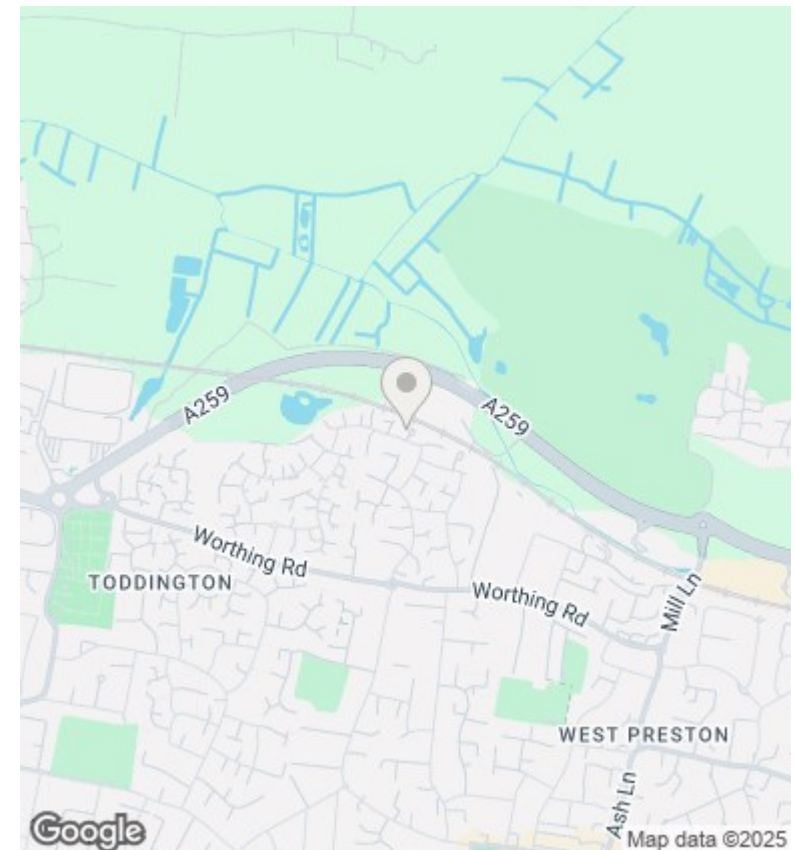 A259
A259
Worthing Rd
TODDINGTON
Worthing Rd
Mill Ln
WEST PRESTON
Ash Ln
Google
Map data ©2025